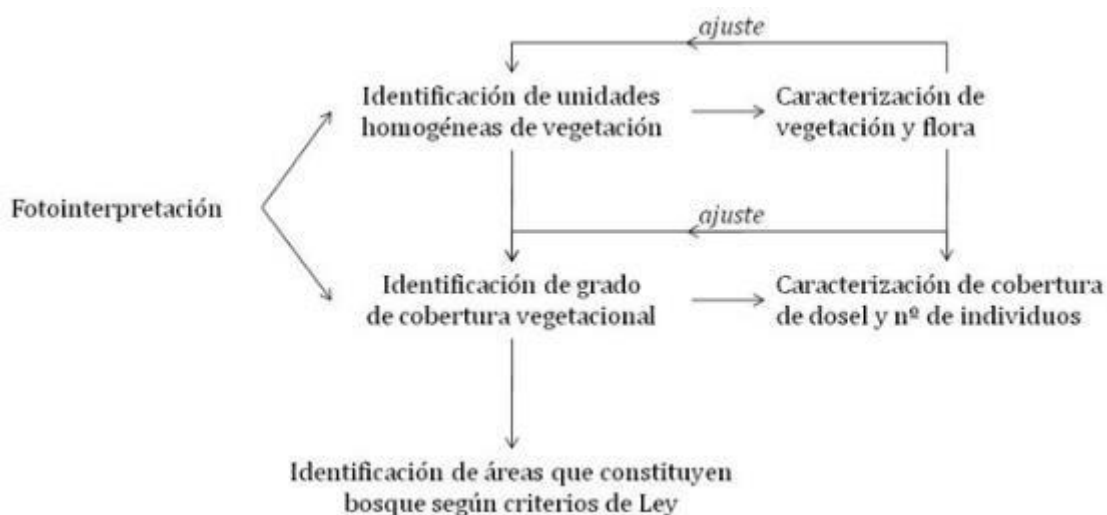 ajuste
Identificación de unidades
homogéneas de vegetación
Caracterización de
vegetación y flora
Fotointerpretación
ajuste
Identificación de grado
de cobertura vegetacional
Caracterización de cobertura
de dosel y nº de individuos
Identificación de áreas que constituyen
bosque según criterios de Ley